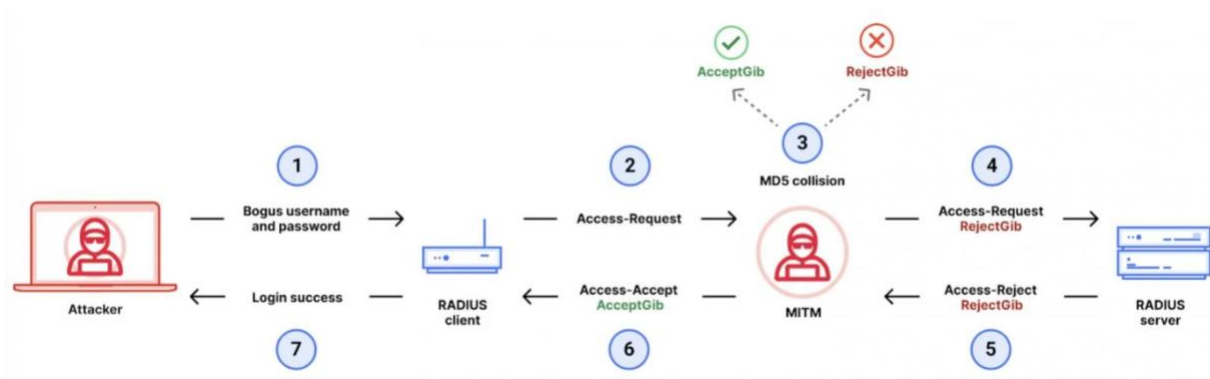 AcceptGib
RejectGib
3
MD5 collision
1
Bogus username
and password
2
Access-Request
4
Access-Request
RejectGib
Attacker
Login success
7
RADIUS
client
Access-Accept
AcceptGib
6
MITM
Access-Reject
RejectGib
5
RADIUS
server